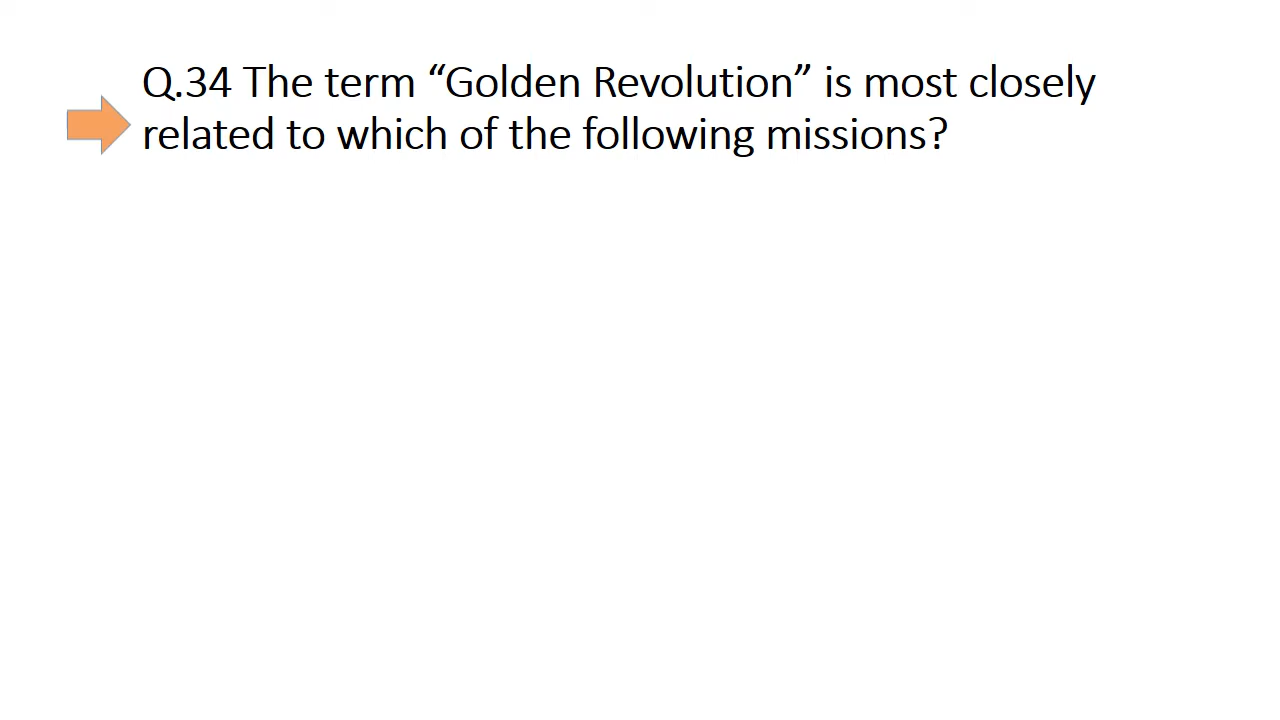 Q.34 The term “Golden Revolution” is most closely
related to which of the following missions?